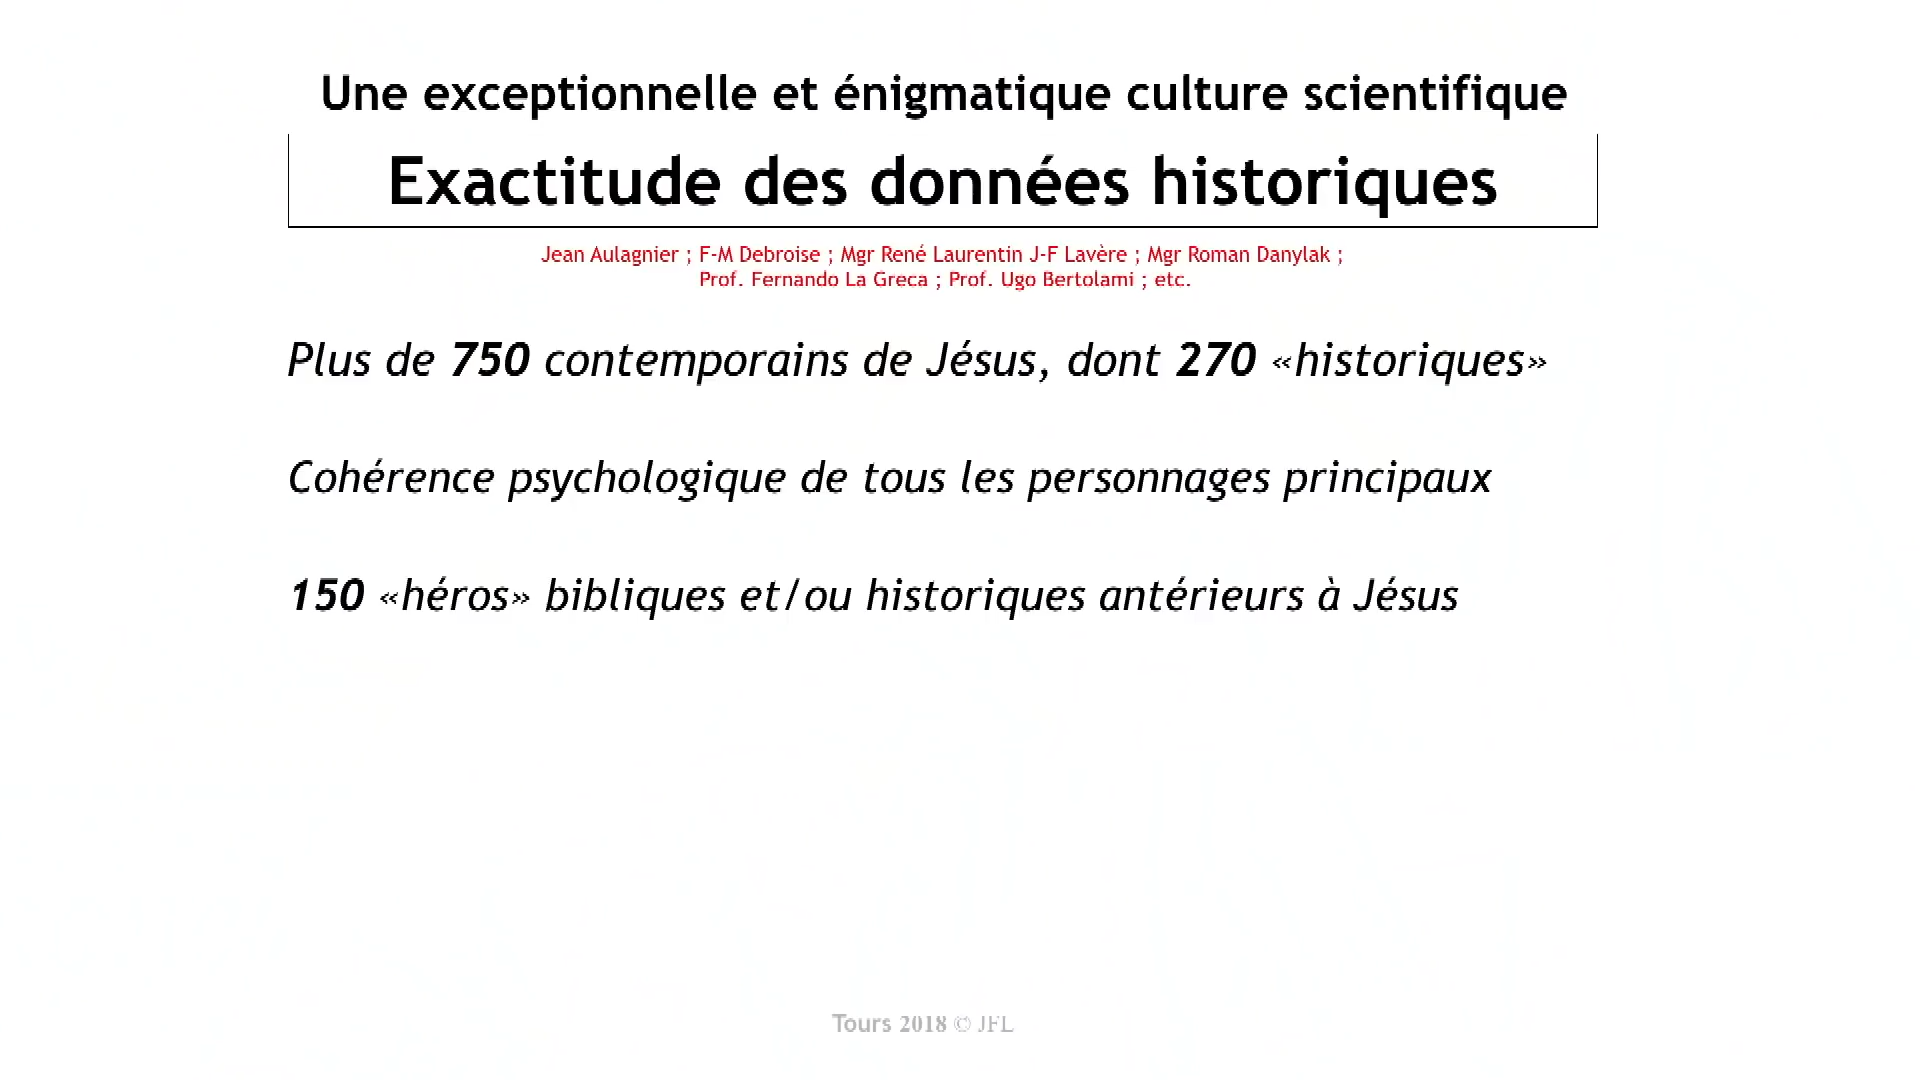 Une exceptionnelle et énigmatique culture scientifique
Exactitude des données historiques
Jean Aulagnier ; F-M Debroise ; Mgr René Laurentin J-F Lavère ; Mgr Roman Danylak ;
Prof. Fernando La Greca ; Prof. Ugo Bertolami ; etc.
Plus de 750 contemporains de Jésus, dont 270 «historiques»
Cohérence psychologique de tous les personnages principaux
150 «héros» bibliques et/ou historiques antérieurs à Jésus
Tours 2018 © JFL